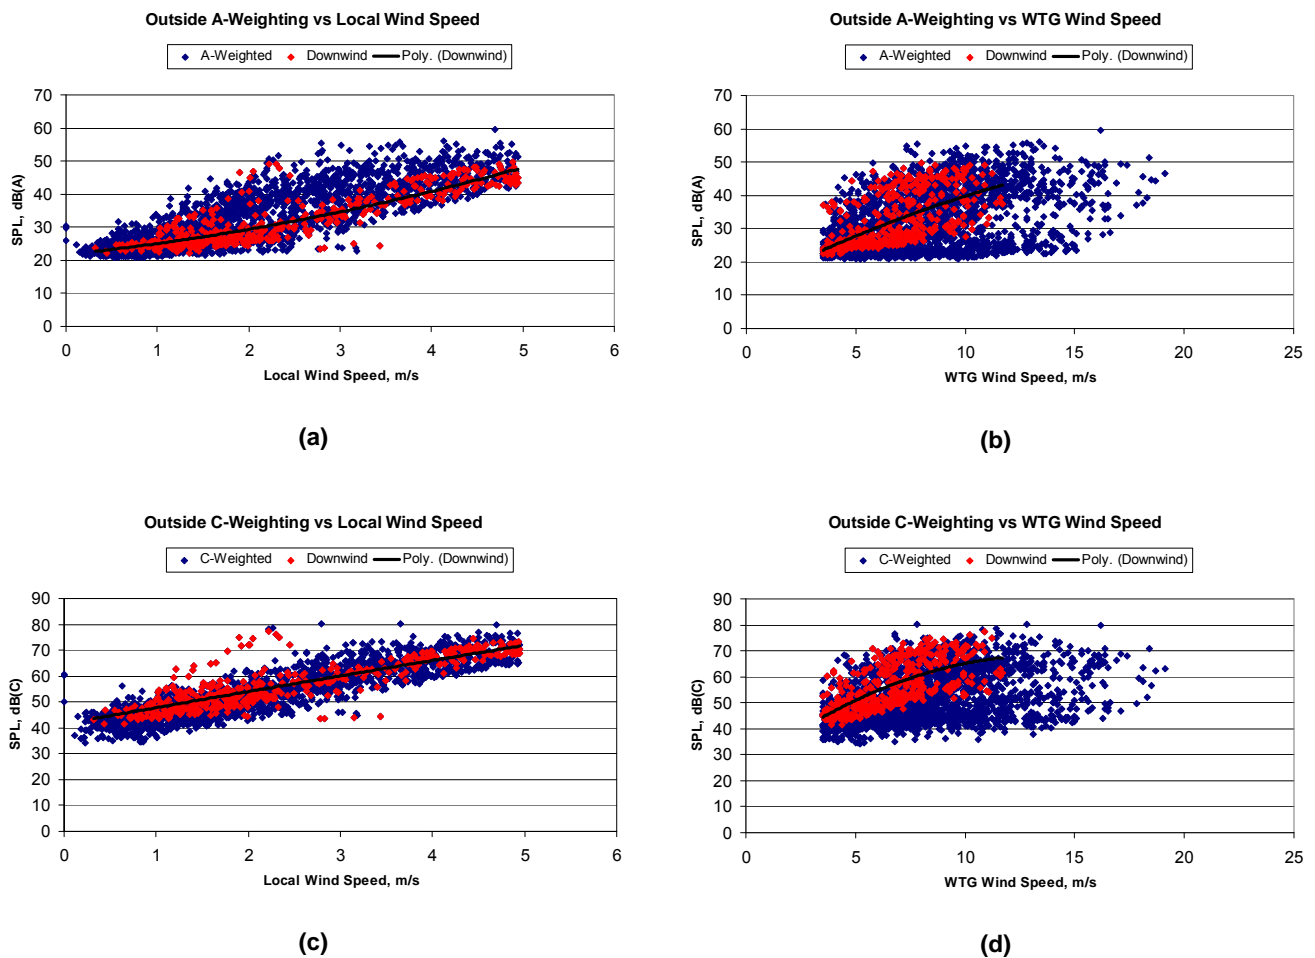 Outside A-Weighting vs Local Wind Speed
A-Weighted Downwind Poly. (Downwind)
70
60
50
40
30
20
10
0
SPL, dB(A)
0 1 2 3 4 5 6
Local Wind Speed, m/s
(a)
Outside A-Weighting vs WTG Wind Speed
A-Weighted Downwind Poly. (Downwind)
70
60
50
40
30
20
10
0
SPL, dB(A)
0 5 10 15 20 25
WTG Wind Speed, m/s
(b)
Outside C-Weighting vs Local Wind Speed
C-Weighted Downwind Poly. (Downwind)
90
80
70
60
50
40
30
20
10
0
SPL, dB(C)
0 1 2 3 4 5 6
Local Wind Speed, m/s
(c)
Outside C-Weighting vs WTG Wind Speed
C-Weighted Downwind Poly. (Downwind)
90
80
70
60
50
40
30
20
10
0
SPL, dB(C)
0 5 10 15 20 25
WTG Wind Speed, m/s
(d)